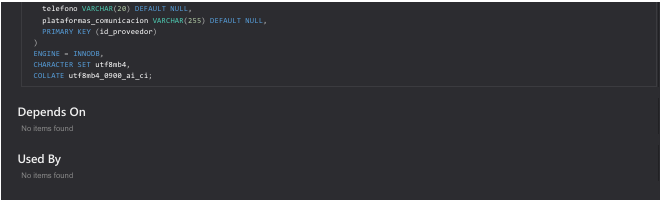 telefono VARCHAR(20) DEFAULT NULL,
plataformas_comunicacion VARCHAR(255) DEFAULT NULL,
PRIMARY KEY (id_proveedor)
)
ENGINE = INNODB,
CHARACTER SET utf8mb4,
COLLATE utf8mb4_0900_ai_ci;
Depends On
No items found
Used By
No items found